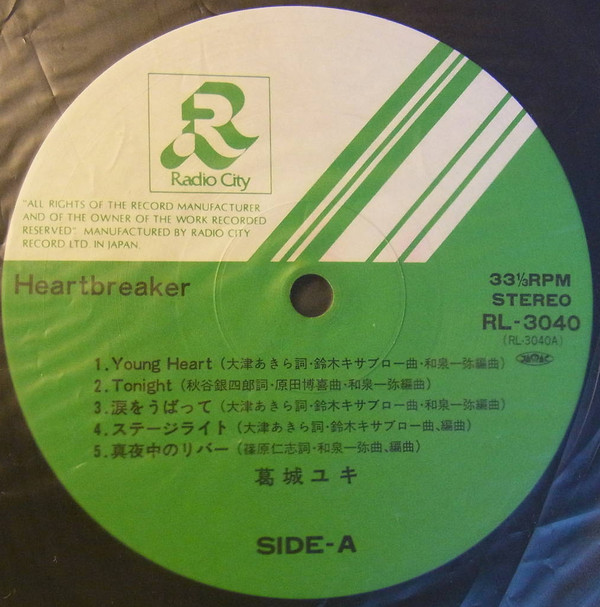 R
Radio City
"ALL RIGHTS OF THE RECORD MANUFACTURER
AND OF THE OWNER OF THE WORK RECORDED
RESERVED" MANUFACTURED BY RADIO CITY
RECORD LTD. IN JAPAN.
Heartbreaker
33⅓RPM
STEREO
RL-3040
(RL-3040A)
1.Young Heart(大津あきら詞・鈴木キサブロー曲・和泉一弥編曲)
2.Tonight(秋谷銀四郎詞・原田博喜曲・和泉一弥編曲)
3.涙をうばって(大津あきら詞・鈴木キサブロー曲・和泉一弥編曲)
4.ステージライト(大津あきら詞・鈴木キサブロー曲、編曲)
5.真夜中のリバー(篠原仁志詞・和泉一弥曲、編曲)
葛城ユキ
SIDE-A